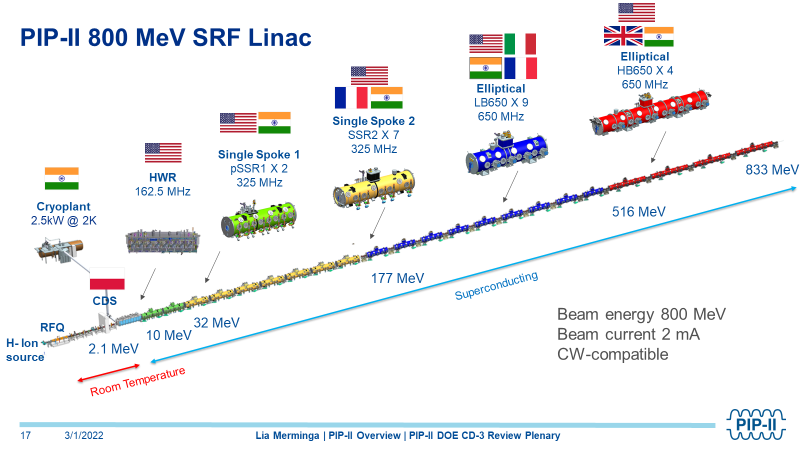 PIP-II 800 MeV SRF Linac
Elliptical
HB650 X 4
650 MHz
Elliptical
LB650 X 9
650 MHz
Single Spoke 2
SSR2 X 7
325 MHz
Single Spoke 1
pSSR1 X 2
325 MHz
HWR
162.5 MHz
Cryoplant
2.5kW @ 2K
CDS
RFQ
H- Ion
source
2.1 MeV
10 MeV
32 MeV
177 MeV
516 MeV
833 MeV
Superconducting
Room Temperature
Beam energy 800 MeV
Beam current 2 mA
CW-compatible
17
3/1/2022
Lia Merminga | PIP-II Overview | PIP-II DOE CD-3 Review Plenary
PIP-II